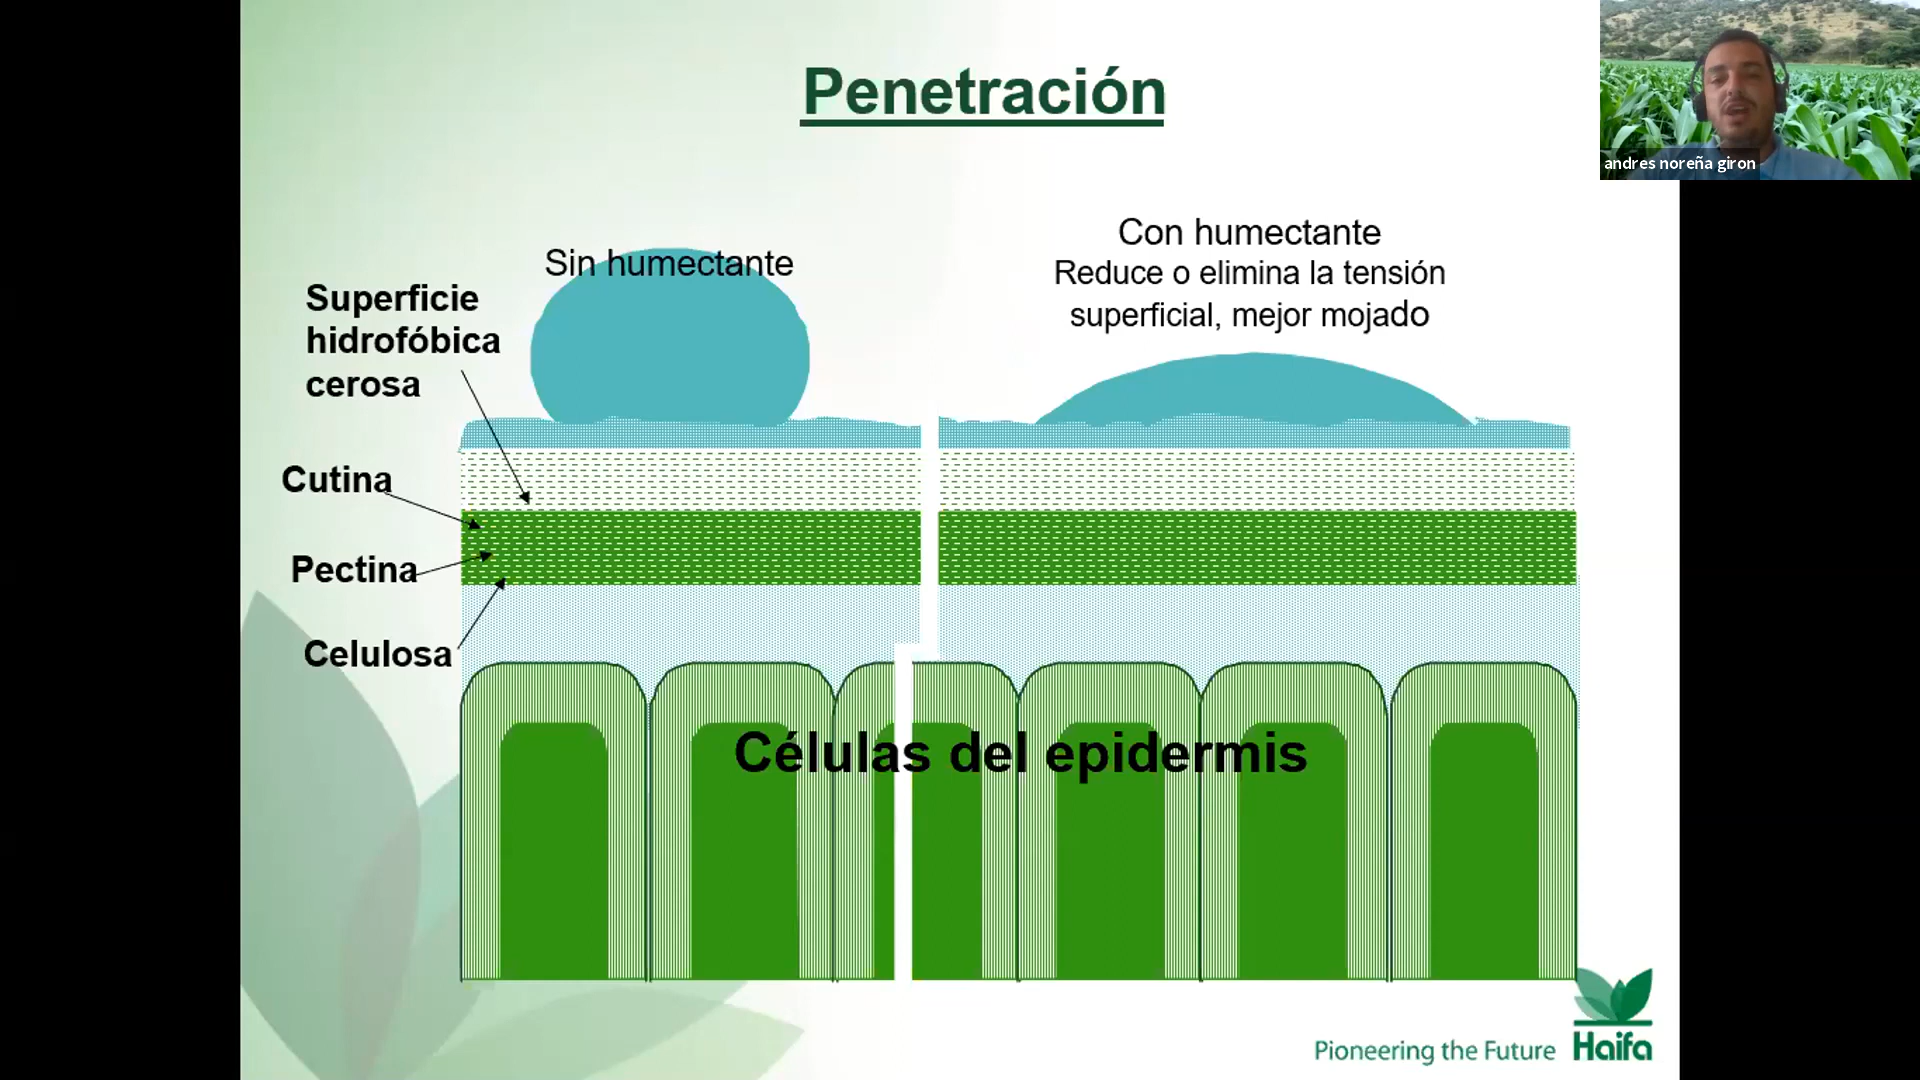 Penetración
andres noreña giron
Sin humectante
Con humectante
Reduce o elimina la tensión
superficial, mejor mojado
Superficie
hidrofóbica
cerosa
Cutina
Pectina
Celulosa
Células del epidermis
Pioneering the Future
Haifa